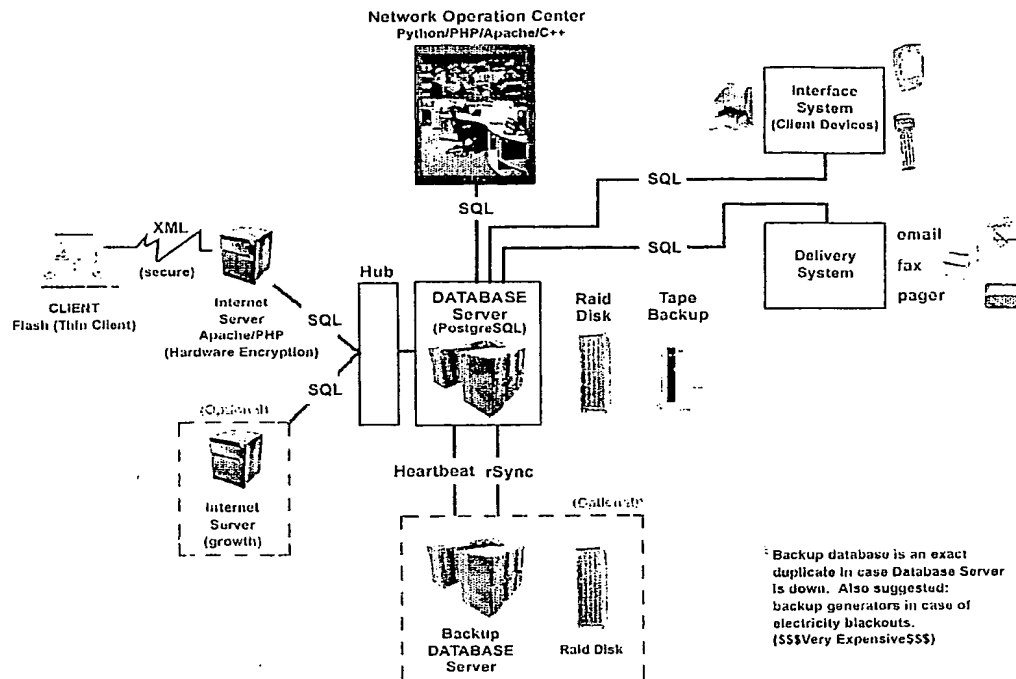 Network Operation Center
Python/PHP/Apache/C++
Interface
System
(Client Devices)
SQL
SQL
SQL
XML
(secure)
CLIENT
Flash (Thin Client)
Internet
Server
Apache/PHP
(Hardware Encryption)
SQL
SQL
Hub
DATABASE
Server
(PostgreSQL)
Raid
Disk
Tape
Backup
Delivery
System
email
fax
pager
(Optional)
Internet
Server
(growth)
Heartbeat
rSync
(Optional)
Backup
DATABASE
Server
Raid Disk
Backup database is an exact
duplicate in case Database Server
is down. Also suggested:
backup generators in case of
electricity blackouts.
($$$Very Expensive$$$)